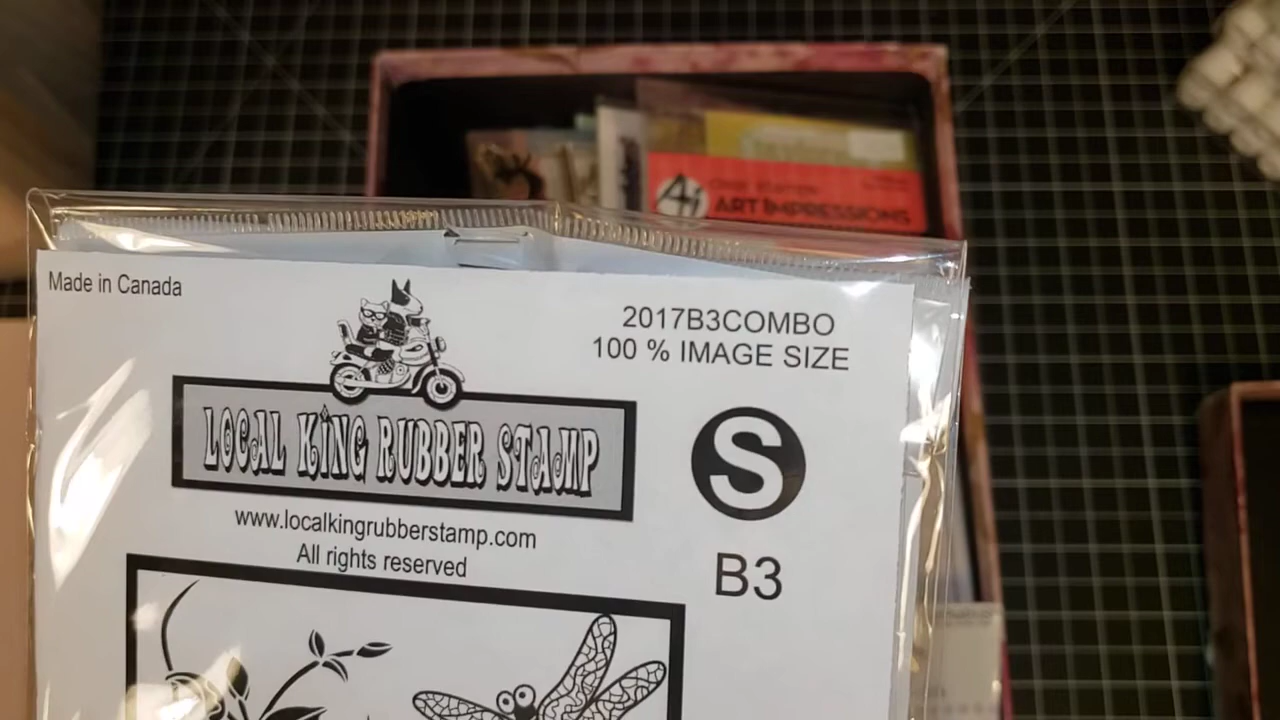 Ai
ART IMPRESSIONS
Made in Canada
2017B3COMBO
100 % IMAGE SIZE
LOCAL KING RUBBER STAMP
S
www.localkingrubberstamp.com
All rights reserved
B3